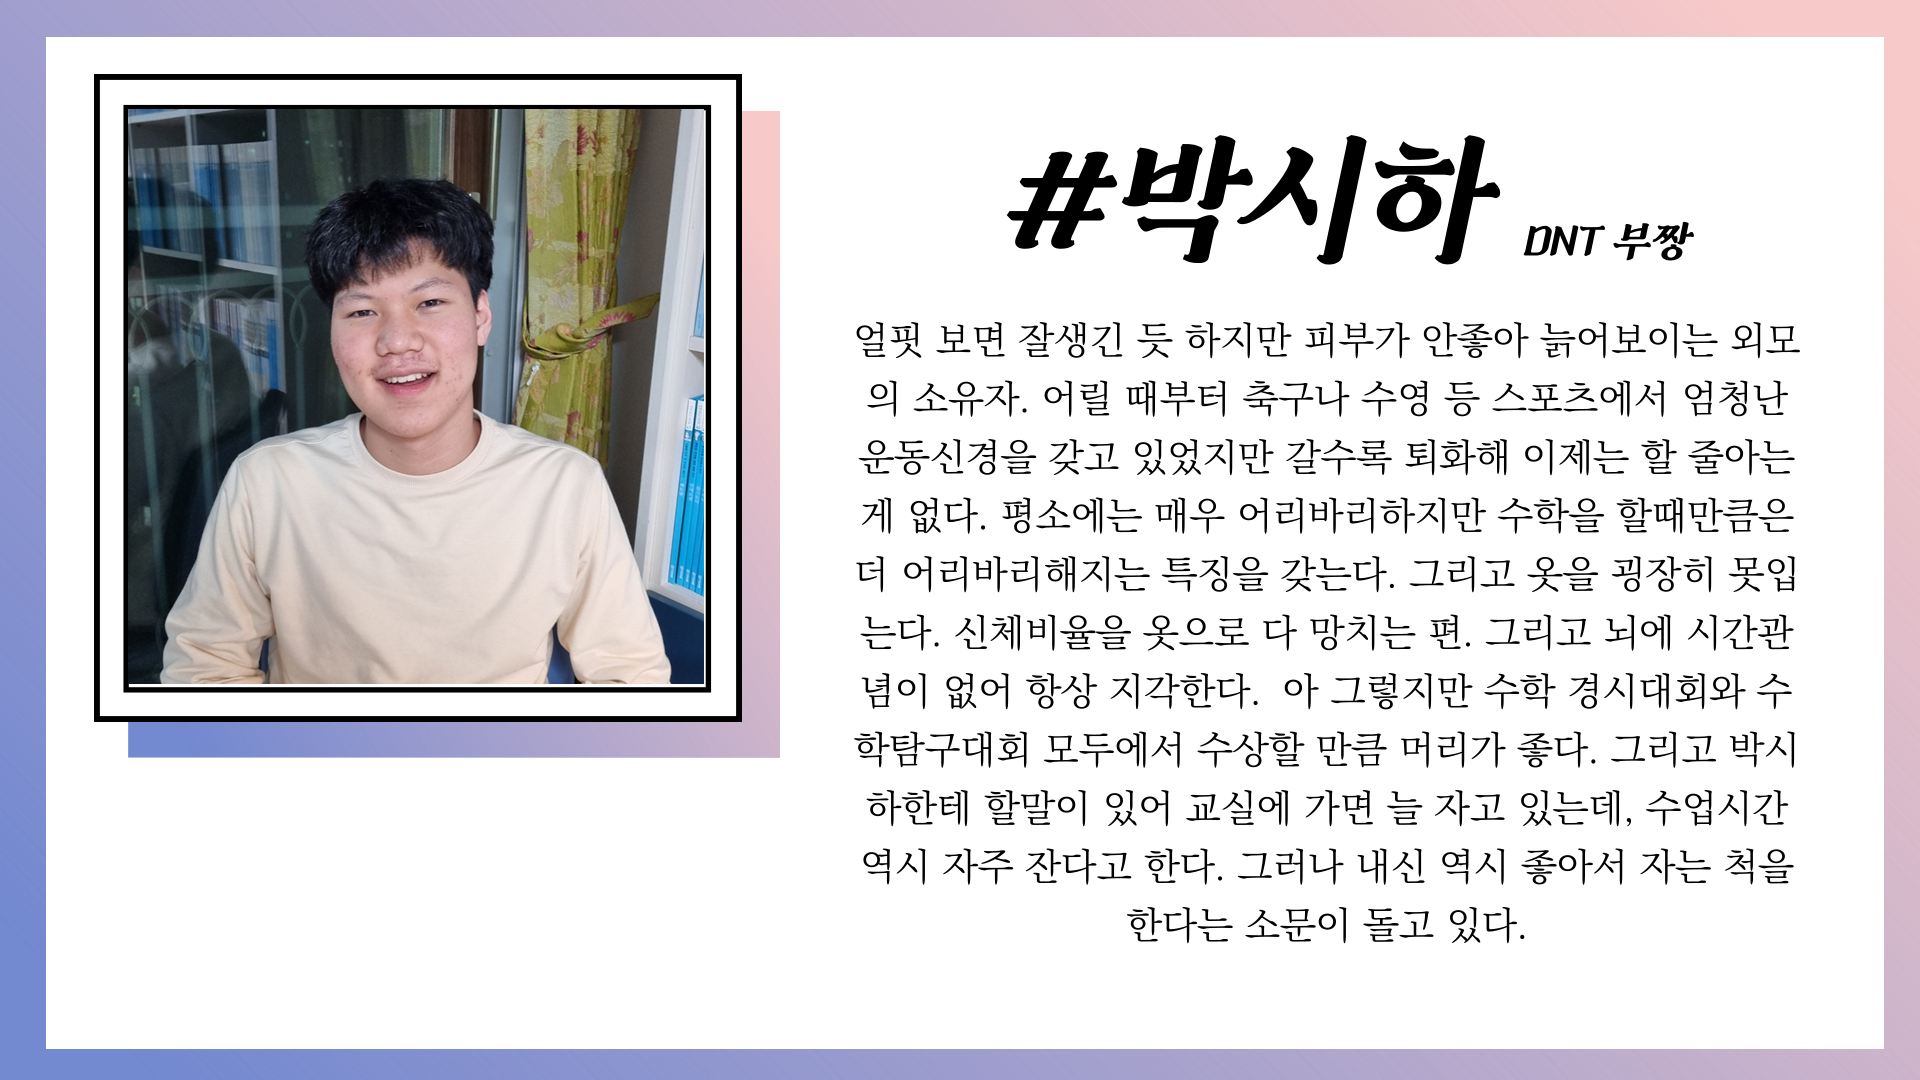 #박시하 DNT 부짱
얼핏 보면 잘생긴 듯 하지만 피부가 안좋아 늙어보이는 외모
의 소유자. 어릴 때부터 축구나 수영 등 스포츠에서 엄청난
운동신경을 갖고 있었지만 갈수록 퇴화해 이제는 할 줄아는
게 없다. 평소에는 매우 어리바리하지만 수학을 할때만큼은
더 어리바리해지는 특징을 갖는다. 그리고 옷을 굉장히 못입
는다. 신체비율을 옷으로 다 망치는 편. 그리고 뇌에 시간관
념이 없어 항상 지각한다.  아 그렇지만 수학 경시대회와 수
학탐구대회 모두에서 수상할 만큼 머리가 좋다. 그리고 박시
하한테 할말이 있어 교실에 가면 늘 자고 있는데, 수업시간
역시 자주 잔다고 한다. 그러나 내신 역시 좋아서 자는 척을
한다는 소문이 돌고 있다.